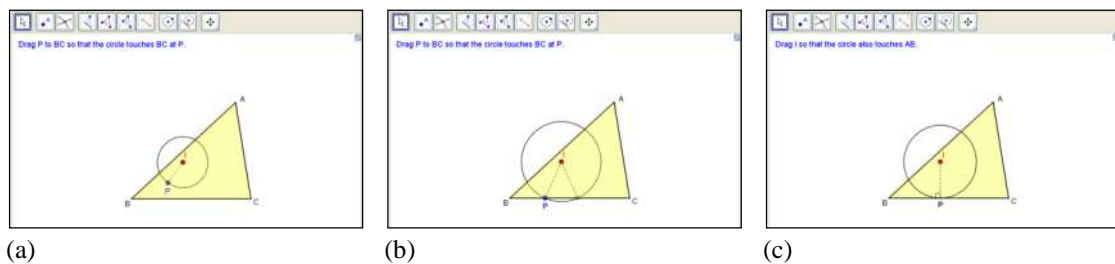 Drag P to BC so that the circle touches BC at P.
A
I
P
B
C
(a)
Drag P to BC so that the circle touches BC at P.
A
I
B
P
C
(b)
Drag I so that the circle also touches AB.
A
I
B
P
C
(c)